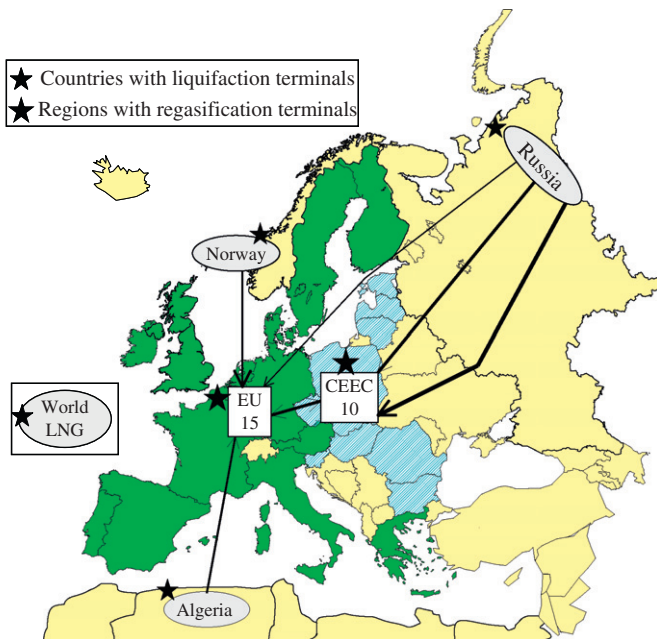 Countries with liquifaction terminals
Regions with regasification terminals
Russia
Norway
CEEC
10
EU
15
World
LNG
Algeria